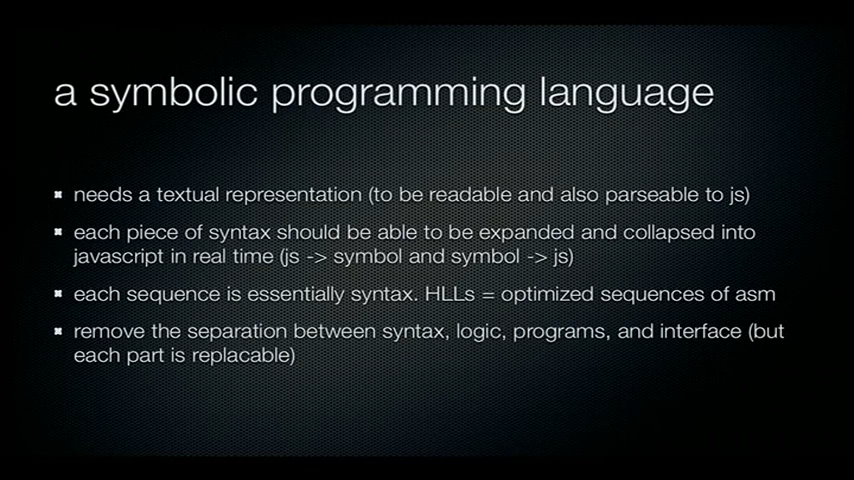 a symbolic programming language
needs a textual representation (to be readable and also parseable to js)
each piece of syntax should be able to be expanded and collapsed into
javascript in real time (js -> symbol and symbol -> js)
each sequence is essentially syntax. HLLs = optimized sequences of asm
remove the separation between syntax, logic, programs, and interface (but
each part is replacable)